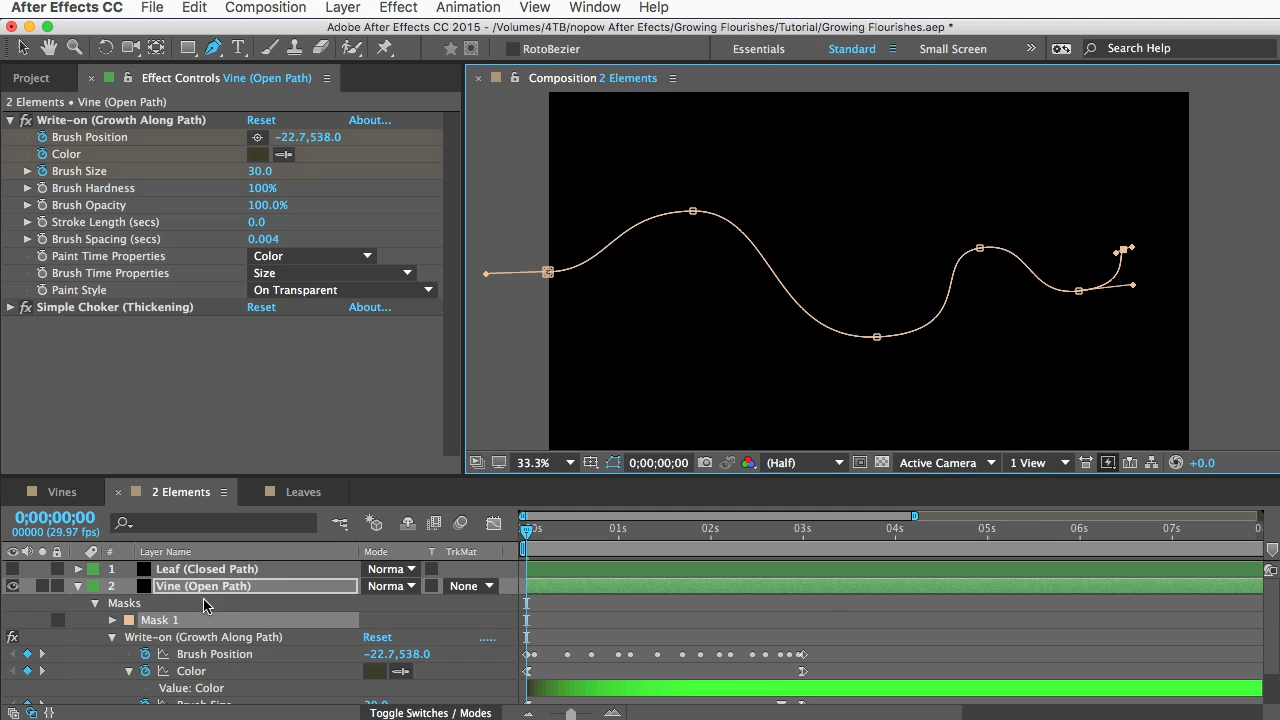 After Effects CC File Edit Composition Layer Effect Animation View Window Help
Adobe After Effects CC 2015 - /Volumes/4TB/nopow After Efects/Growing Flourishes/Tutorial/Growing Flourishes.aep *
T RotoBezier Essentials Standard Small Screen » Search Help
Project × Effect Controls Vine (Open Path) × Composition 2 Elements
2 Elements • Vine (Open Path)
fx Write-on (Growth Along Path) Reset About...
Brush Position -22.7,538.0
Color
Brush Size 30.0
Brush Hardness 100%
Brush Opacity 100.0%
Stroke Length (secs) 0.0
Brush Spacing (secs) 0.004
Paint Time Properties Color
Brush Time Properties Size
Paint Style On Transparent
fx Simple Choker (Thickening) Reset About...
33.3% 0;00;00;00 (Half) Active Camera 1 View +0.0
Vines × 2 Elements Leaves
0;00;00;00
00000 (29.97 fps)
0s 01s 02s 03s 04s 05s 06s 07s 0
# Layer Name Mode T TrkMat
1 Leaf (Closed Path) Norma
2 Vine (Open Path) Norma None
Masks
Mask 1
fx Write-on (Growth Along Path) Reset .....
Brush Position -22.7,538.0
Color
Value: Color
Brush Size 30.0
Toggle Switches / Modes